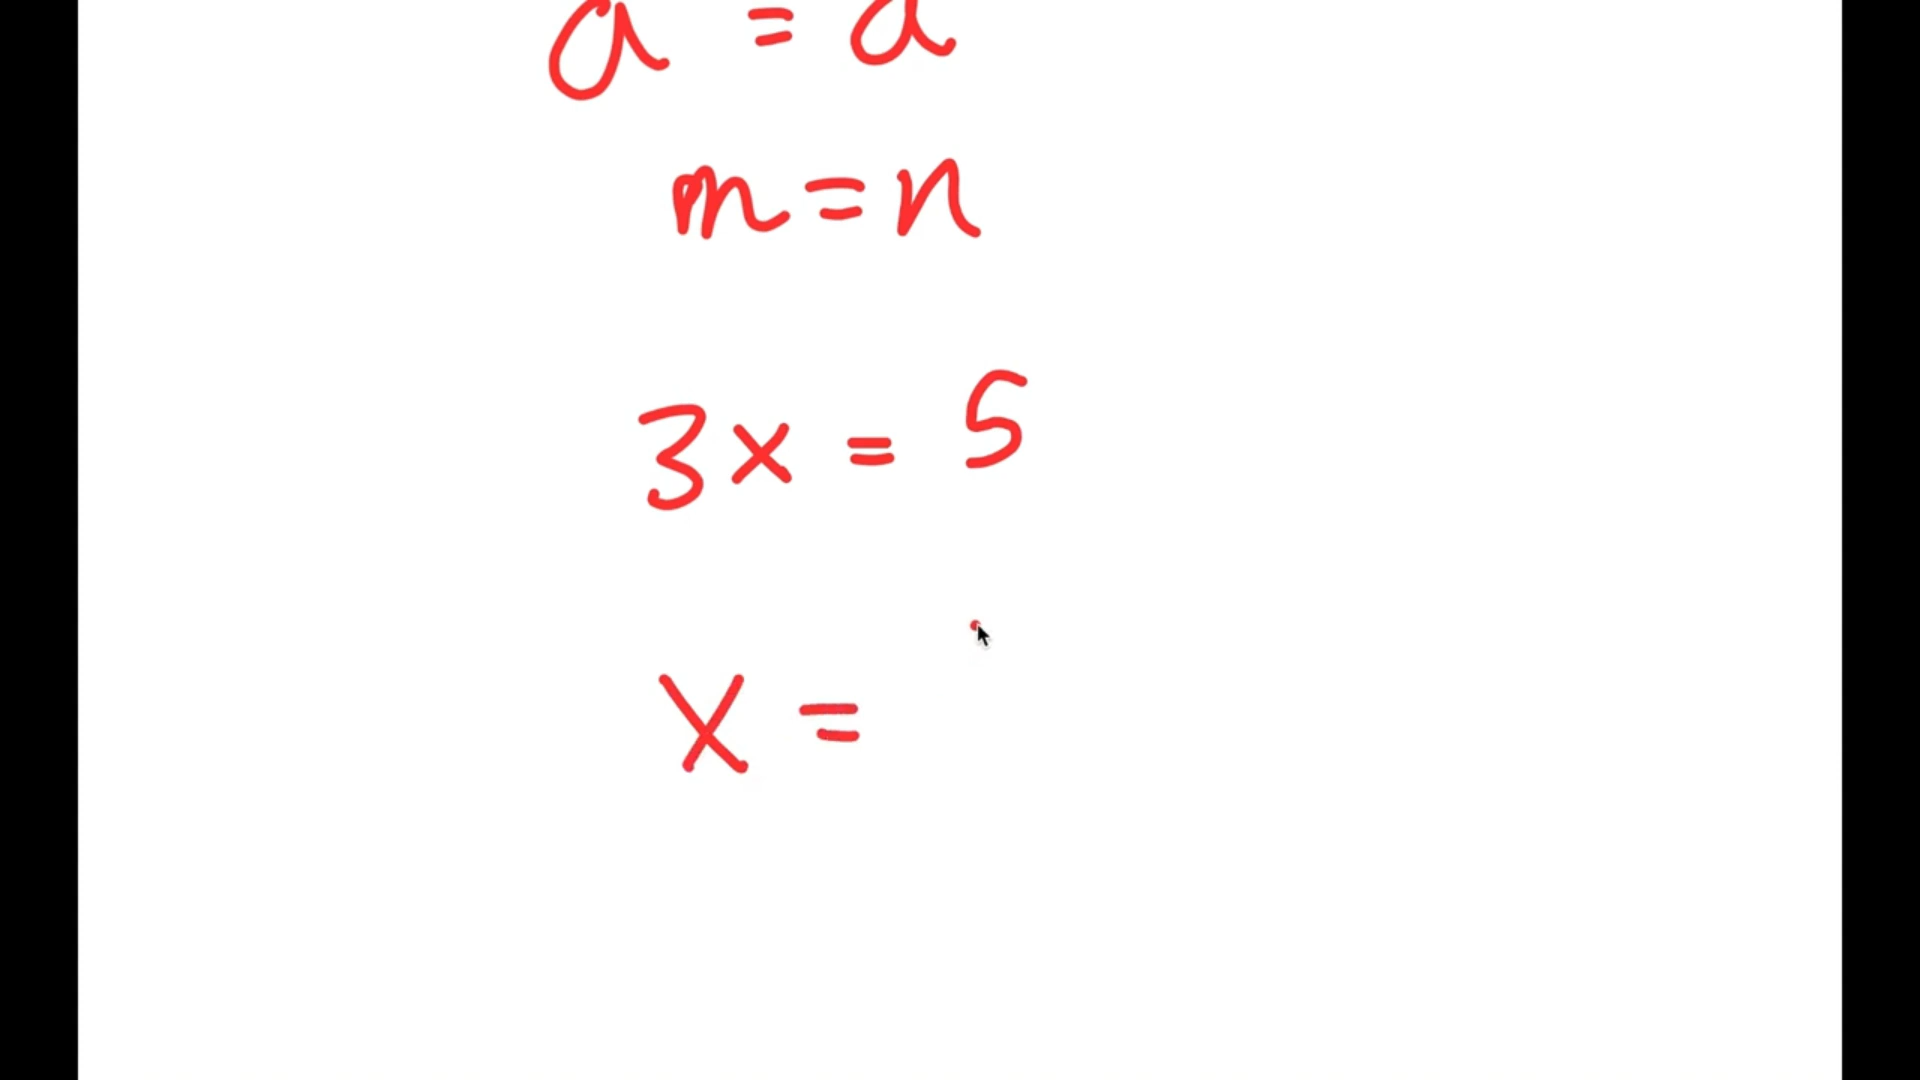 a = a
m = n
3x = 5
x =